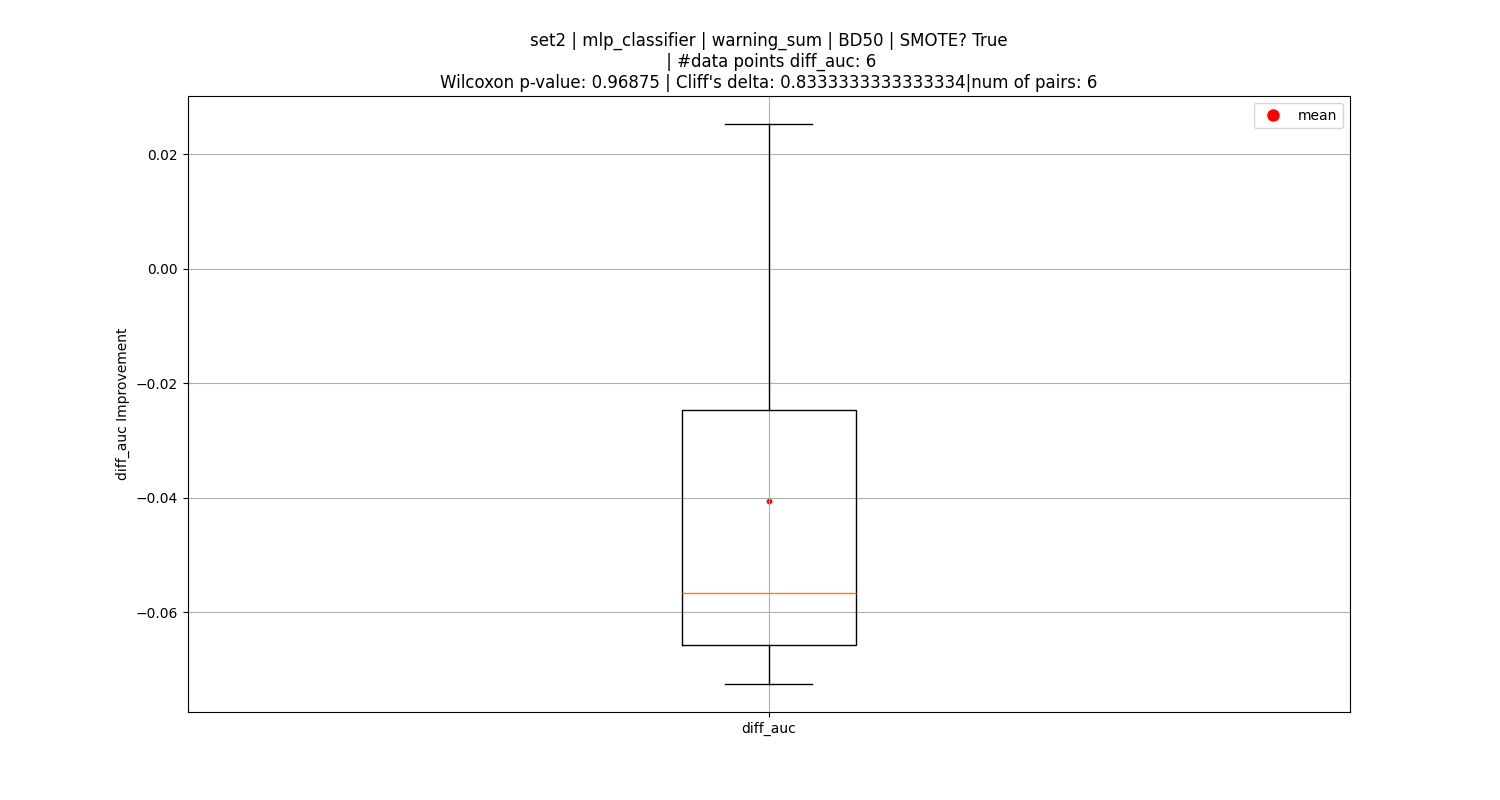 set2 | mlp_classifier | warning_sum | BD50 | SMOTE? True
| #data points diff_auc: 6
Wilcoxon p-value: 0.96875 | Cliff's delta: 0.8333333333333334|num of pairs: 6
mean
0.02
0.00
−0.02
−0.04
−0.06
diff_auc Improvement
diff_auc